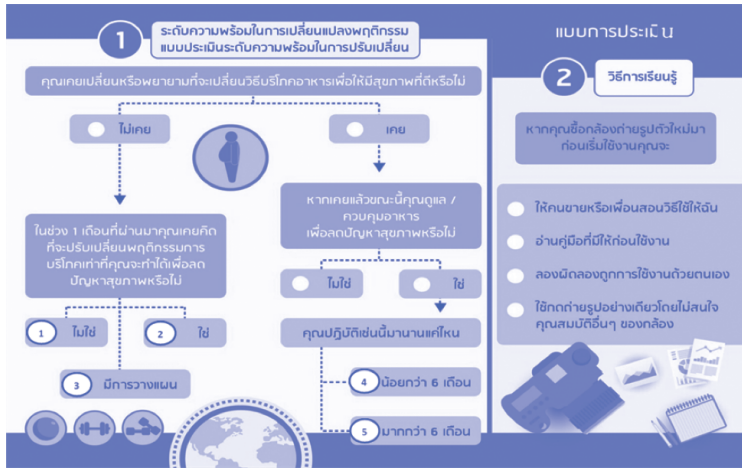 1
ระดับความพร้อมในการเปลี่ยนแปลงพฤติกรรม
แบบประเมินระดับความพร้อมในการปรับเปลี่ยน
คุณเคยเปลี่ยนหรือพยายามที่จะเปลี่ยนวิธีบริโภคอาหารเพื่อให้มีสุขภาพที่ดีหรือไม่
ไม่เคย
เคย
ในช่วง 1 เดือนที่ผ่านมาคุณเคยคิด
ที่จะปรับเปลี่ยนพฤติกรรมการ
บริโภคเท่าที่คุณจะทำได้เพื่อลด
ปัญหาสุขภาพหรือไม่
1 ไม่ใช่
2 ใช่
3 มีการวางแผน
หากเคยแล้วขณะนี้คุณดูแล /
ควบคุมอาหาร
เพื่อลดปัญหาสุขภาพหรือไม่
ไม่ใช่
ใช่
คุณปฏิบัติเช่นนี้มานานแค่ไหน
4 น้อยกว่า 6 เดือน
5 มากกว่า 6 เดือน
แบบการประเมิน
2
วิธีการเรียนรู้
หากคุณซื้อกล้องถ่ายรูปตัวใหม่มา
ก่อนเริ่มใช้งานคุณจะ
ให้คนขายหรือเพื่อนสอนวิธีใช้ให้ฉัน
อ่านคู่มือที่มีให้ก่อนใช้งาน
ลองผิดลองถูกการใช้งานด้วยตนเอง
ใช้กดถ่ายรูปอย่างเดียวโดยไม่สนใจ
คุณสมบัติอื่นๆ ของกล้อง